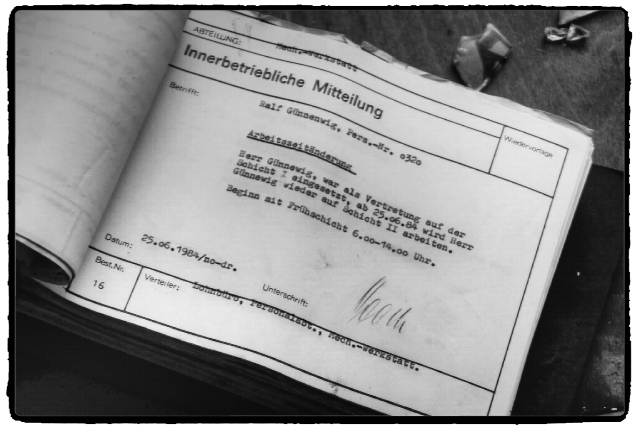 ABTEILUNG: Mech.-Werkstatt
Innerbetriebliche Mitteilung
Betrifft:
Wiedervorlage
Ralf Günnenwig, Pers.-Nr. 0320
Arbeitszeitänderung
Herr Günnewig, war als Vertretung auf der
Schicht I eingesetzt, ab 25.06.84 wird Herr
Günnewig wieder auf Schicht II arbeiten.
Beginn mit Frühschicht 6.00-14.00 Uhr.
Datum: 25.06.1984/no-dr.
Best.Nr.
16
Verteiler: Lohnbüro, Personalabt., Mech.-Werkstatt.
Unterschrift: